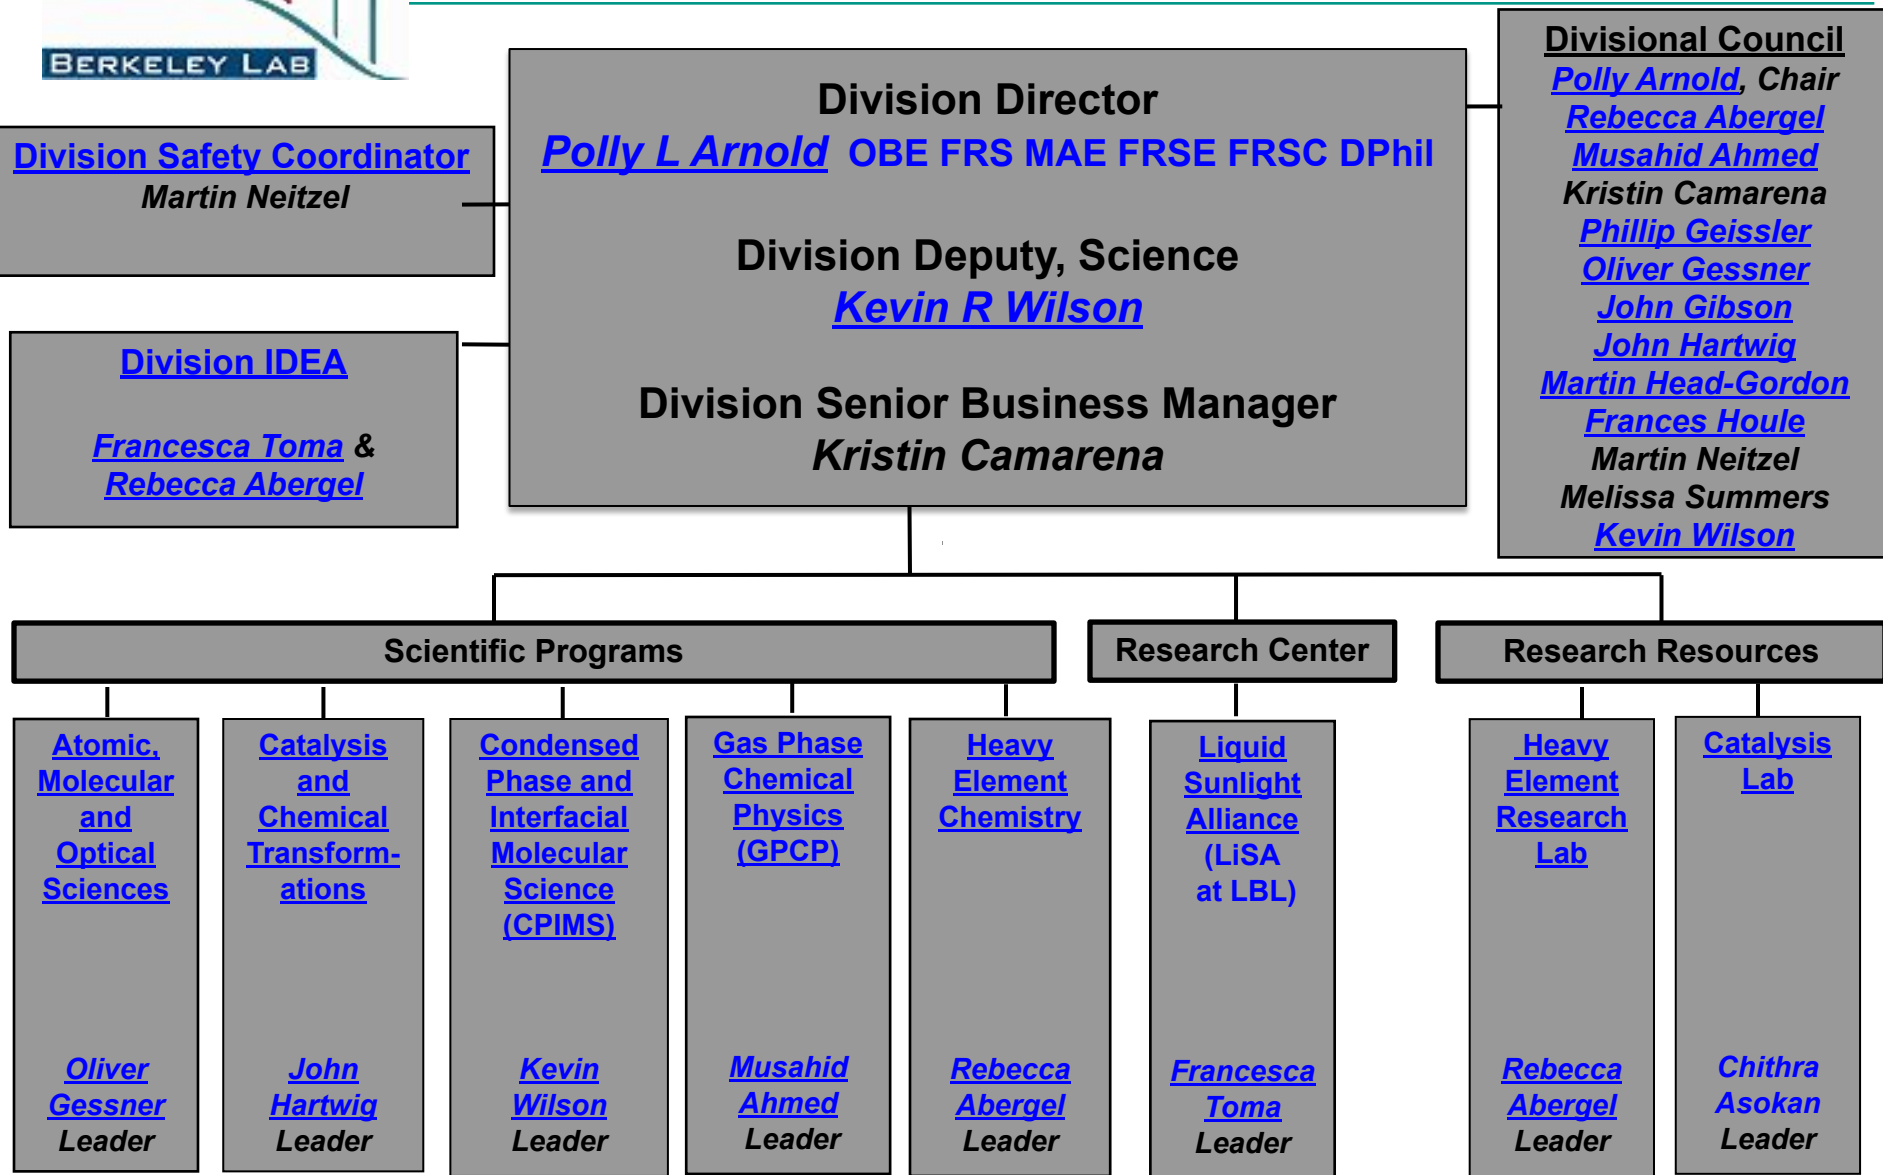 BERKELEY LAB
Division Director
Polly L Arnold OBE FRS MAE FRSE FRSC DPhil
Division Deputy, Science
Kevin R Wilson
Division Senior Business Manager
Kristin Camarena
Division Safety Coordinator
Martin Neitzel
Division IDEA
Francesca Toma &
Rebecca Abergel
Divisional Council
Polly Arnold, Chair
Rebecca Abergel
Musahid Ahmed
Kristin Camarena
Phillip Geissler
Oliver Gessner
John Gibson
John Hartwig
Martin Head-Gordon
Frances Houle
Martin Neitzel
Melissa Summers
Kevin Wilson
Scientific Programs
Atomic,
Molecular
and
Optical
Sciences
Oliver
Gessner
Leader
Catalysis
and
Chemical
Transform-
ations
John
Hartwig
Leader
Condensed
Phase and
Interfacial
Molecular
Science
(CPIMS)
Kevin
Wilson
Leader
Gas Phase
Chemical
Physics
(GPCP)
Musahid
Ahmed
Leader
Heavy
Element
Chemistry
Rebecca
Abergel
Leader
Research Center
Liquid
Sunlight
Alliance
(LiSA
at LBL)
Francesca
Toma
Leader
Research Resources
Heavy
Element
Research
Lab
Rebecca
Abergel
Leader
Catalysis
Lab
Chithra
Asokan
Leader